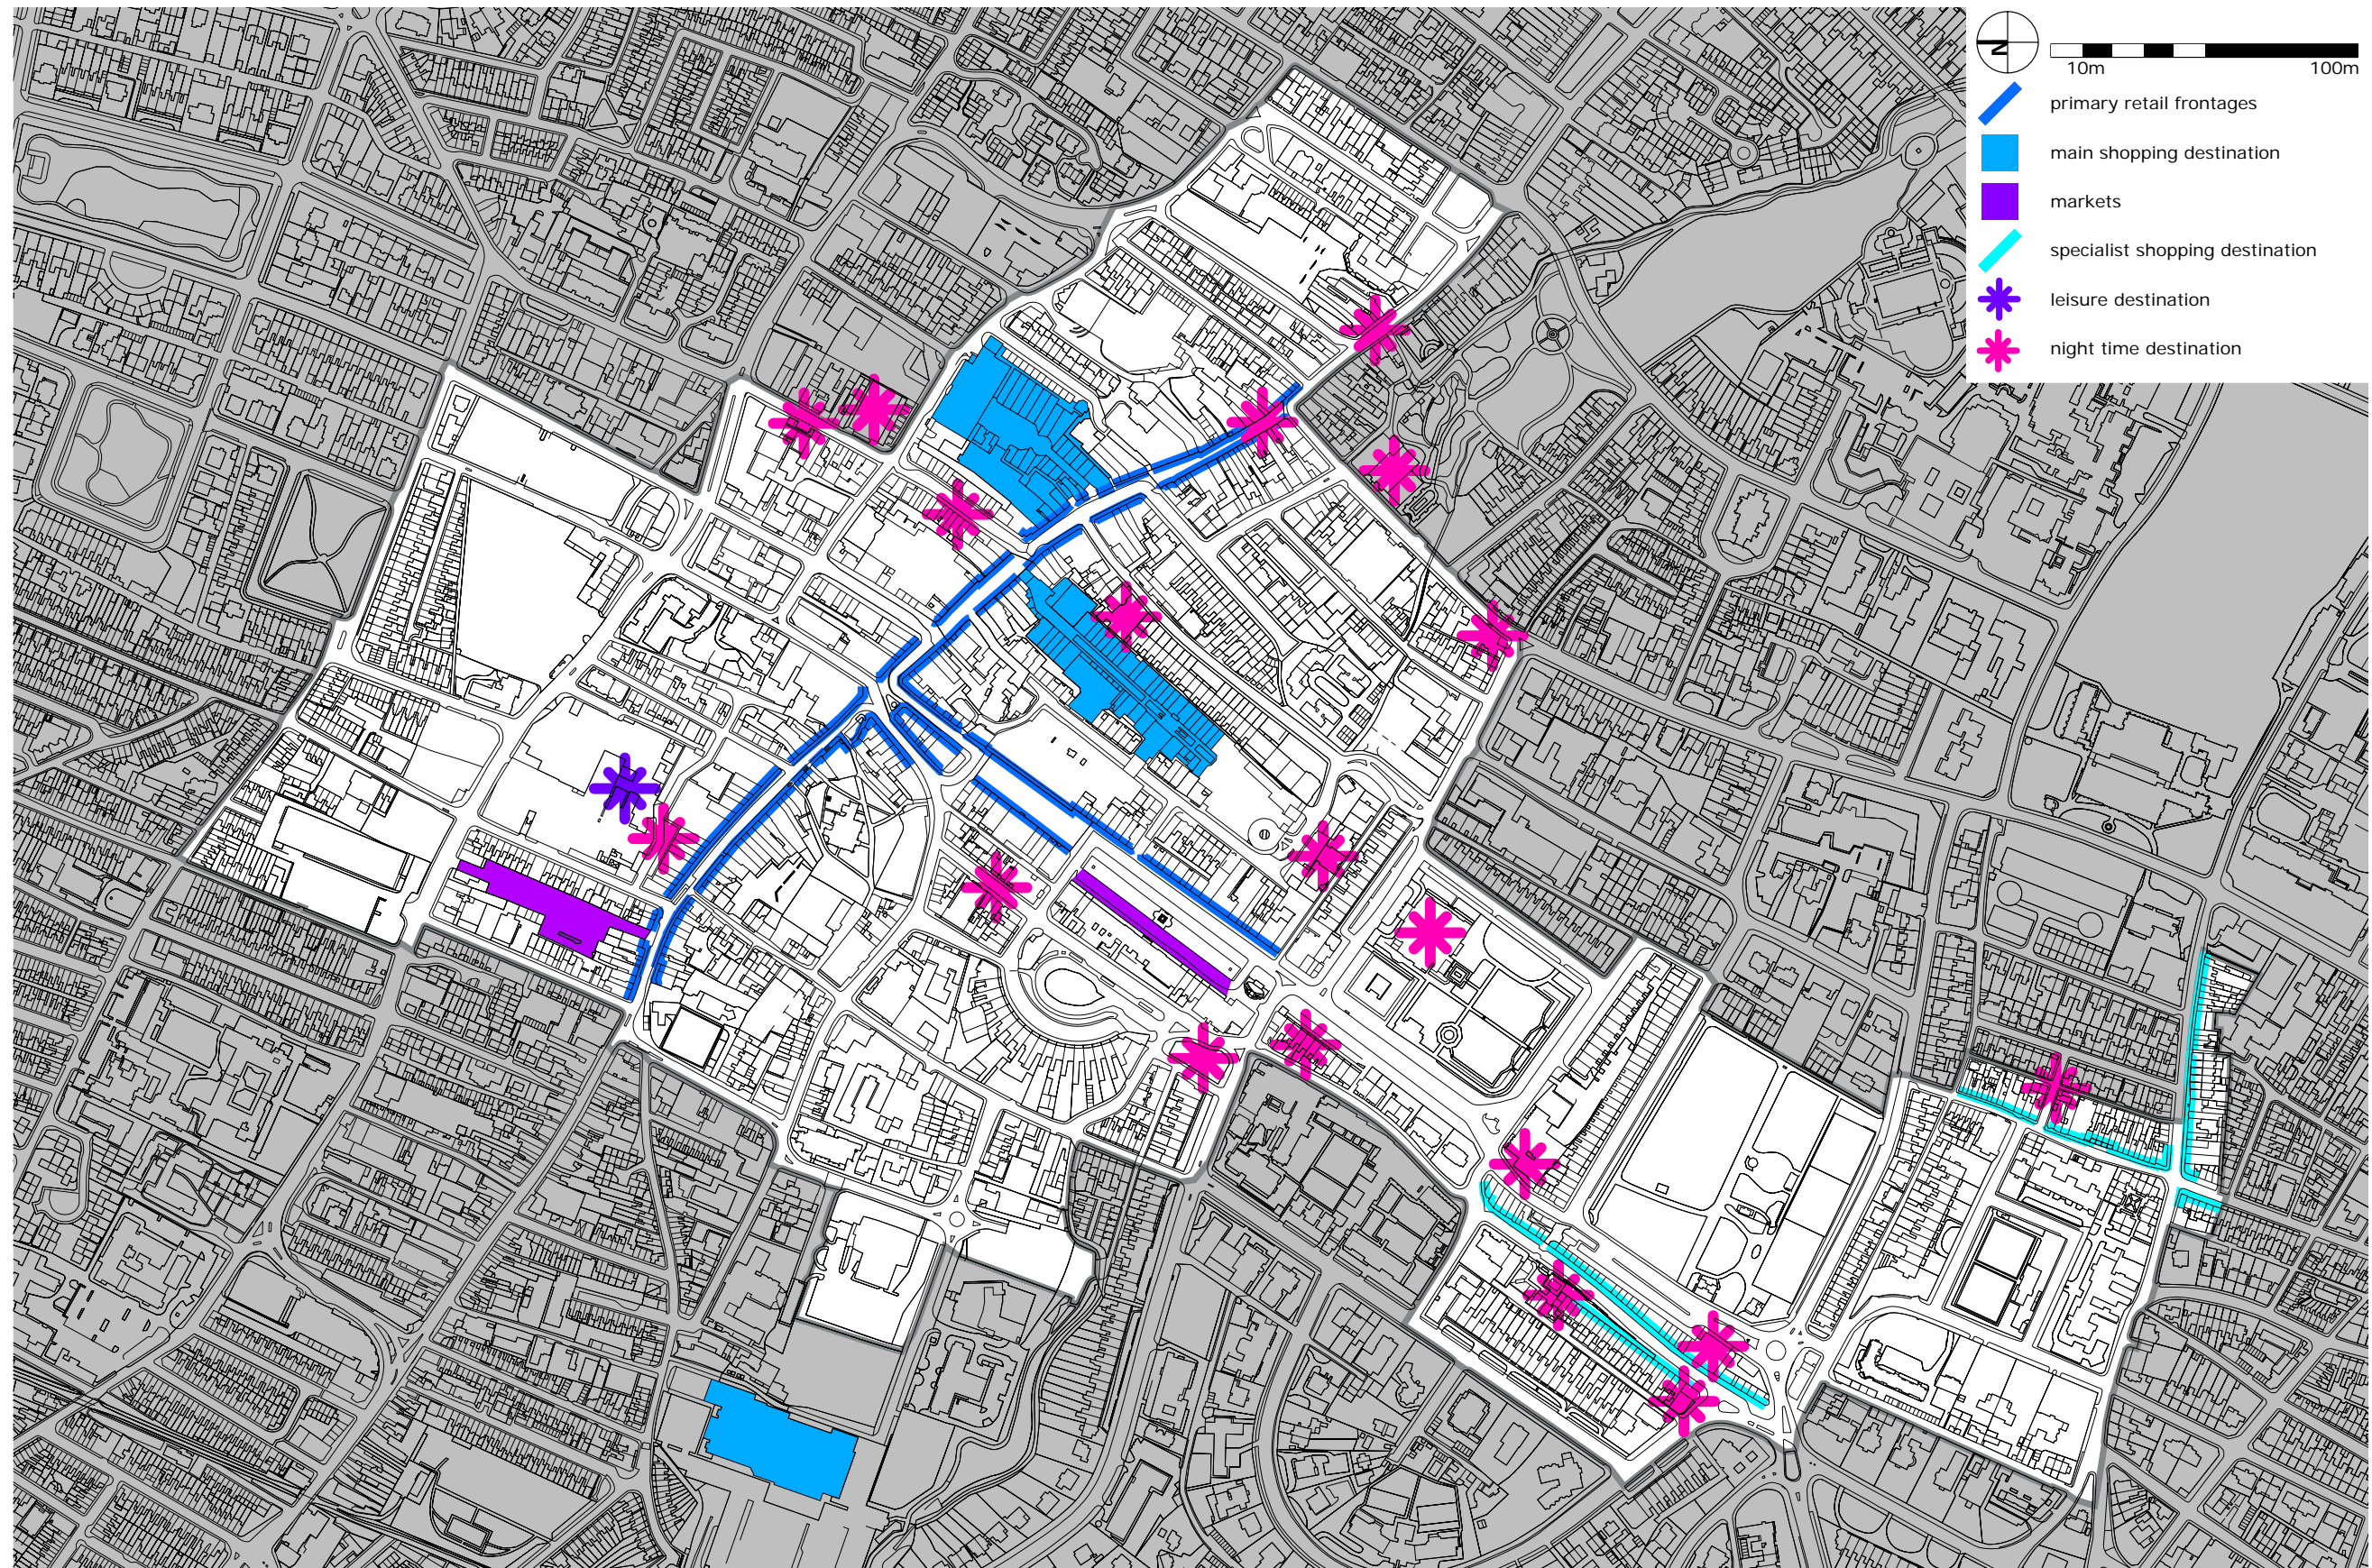 N
10m 100m
primary retail frontages
main shopping destination
markets
specialist shopping destination
leisure destination
night time destination